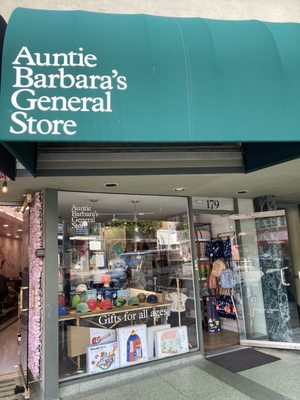 Auntie
Barbara's
General
Store
Auntie
Barbara's
General
Store
179
Gifts for all ages